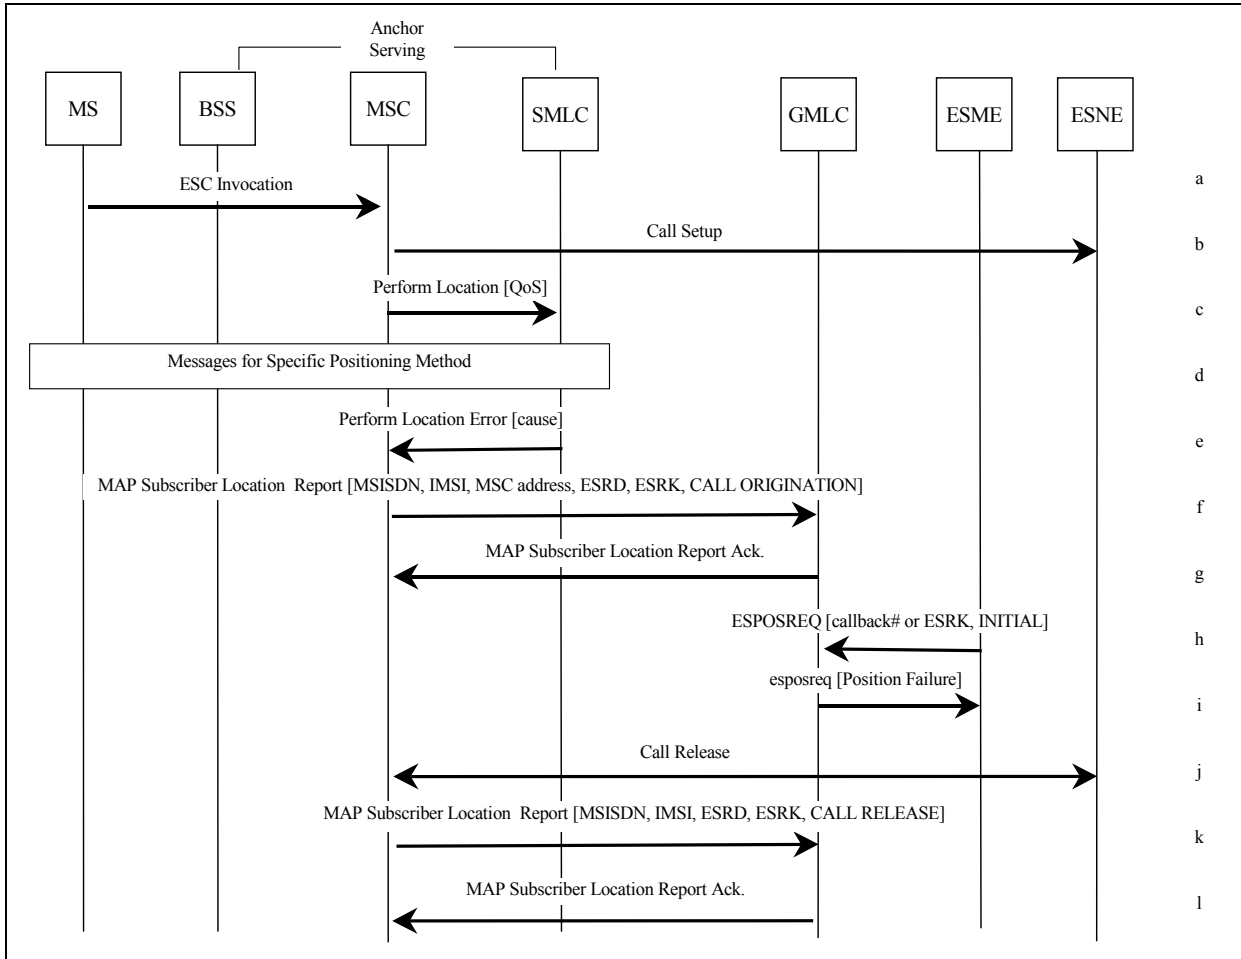 Anchor
Serving
MS
BSS
MSC
SMLC
GMLC
ESME
ESNE
ESC Invocation
a
Call Setup
b
Perform Location [QoS]
c
Messages for Specific Positioning Method
d
Perform Location Error [cause]
e
MAP Subscriber Location Report [MSISDN, IMSI, MSC address, ESRD, ESRK, CALL ORIGINATION]
f
MAP Subscriber Location Report Ack.
g
ESPOSREQ [callback# or ESRK, INITIAL]
h
esposreq [Position Failure]
i
Call Release
j
MAP Subscriber Location Report [MSISDN, IMSI, ESRD, ESRK, CALL RELEASE]
k
MAP Subscriber Location Report Ack.
l